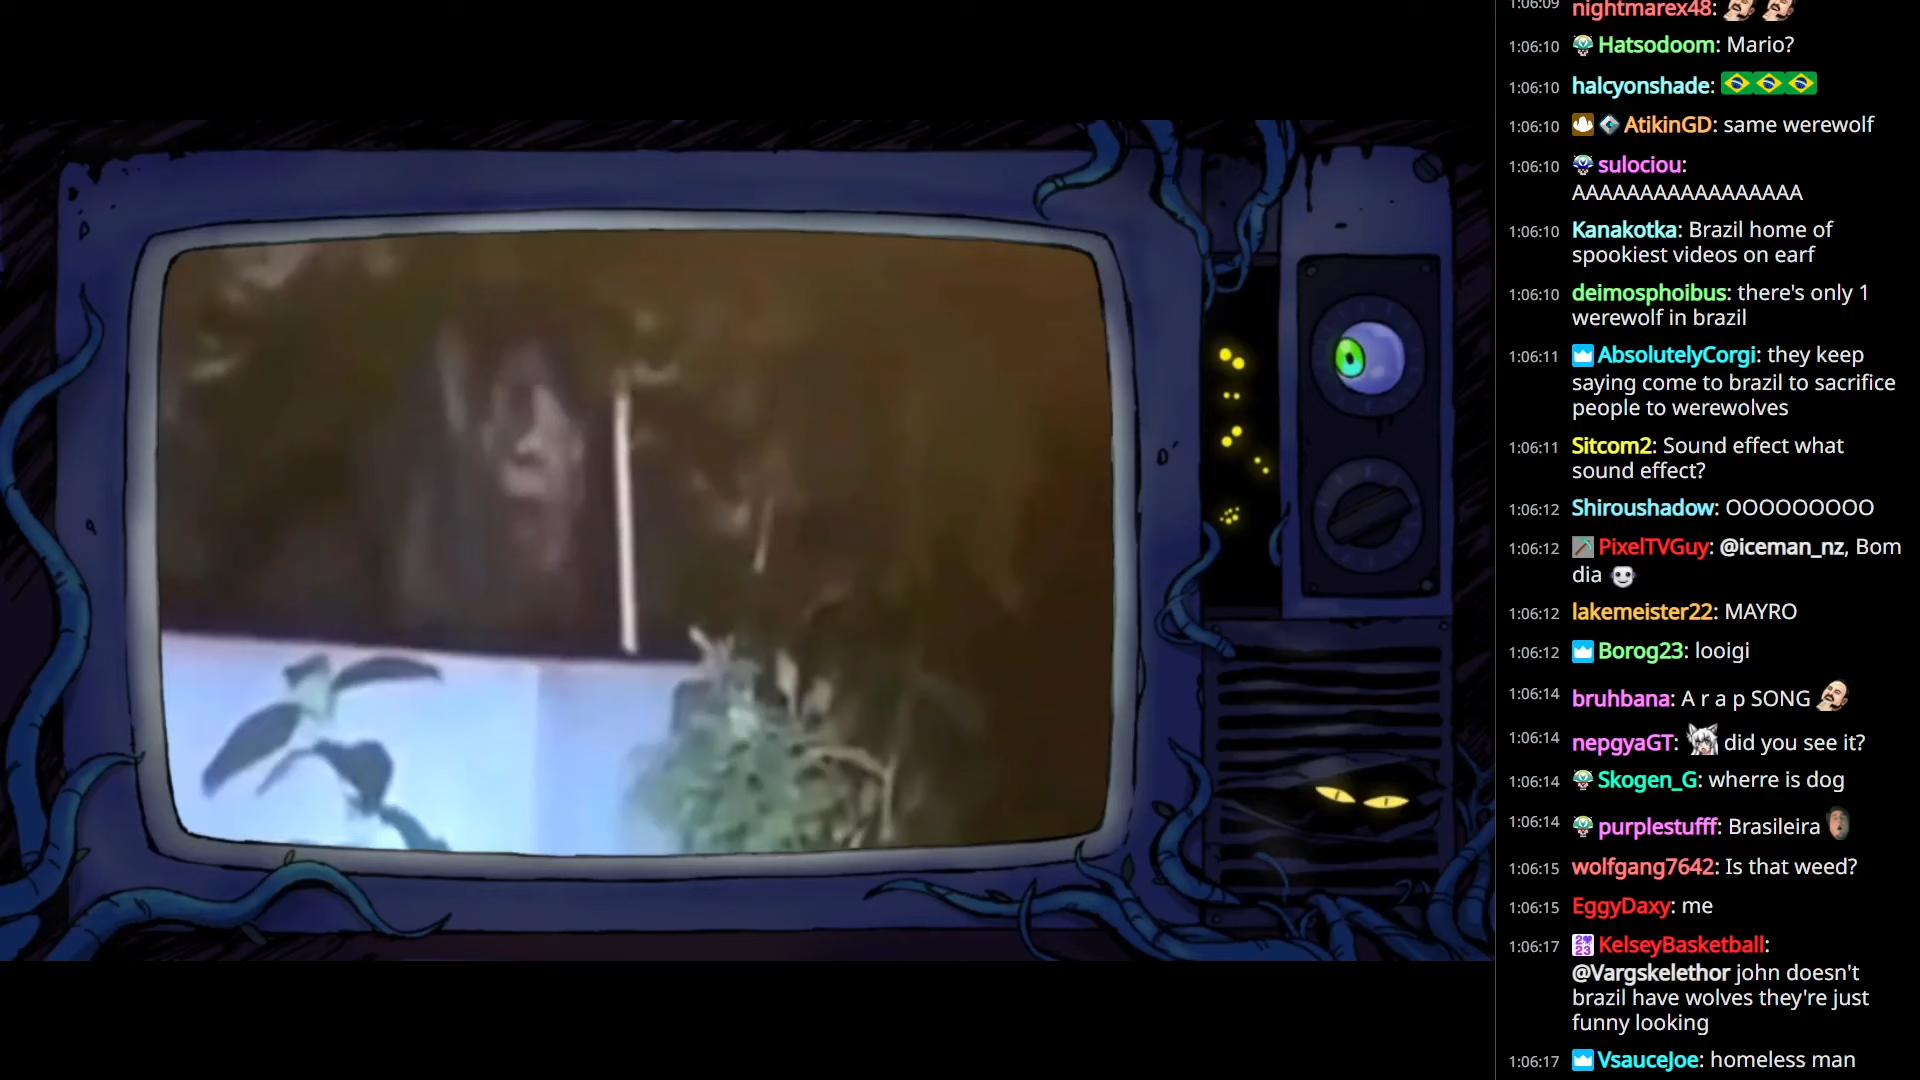 1:06:09 nightmarex48:
1:06:10 Hatsodoom: Mario?
1:06:10 halcyonshade:
1:06:10 AtikinGD: same werewolf
1:06:10 sulociou:
AAAAAAAAAAAAAAAAA
1:06:10 Kanakotka: Brazil home of
spookiest videos on earf
1:06:10 deimosphoibus: there's only 1
werewolf in brazil
1:06:11 AbsolutelyCorgi: they keep
saying come to brazil to sacrifice
people to werewolves
1:06:11 Sitcom2: Sound effect what
sound effect?
1:06:12 Shiroushadow: OOOOOOOOO
1:06:12 PixelTVGuy: @iceman_nz, Bom
dia
1:06:12 lakemeister22: MAYRO
1:06:12 Borog23: looigi
1:06:14 bruhbana: A r a p SONG
1:06:14 nepgyaGT: did you see it?
1:06:14 Skogen_G: wherre is dog
1:06:14 purplestufff: Brasileira
1:06:15 wolfgang7642: Is that weed?
1:06:15 EggyDaxy: me
1:06:17 KelseyBasketball:
@Vargskelethor john doesn't
brazil have wolves they're just
funny looking
1:06:17 VsauceJoe: homeless man